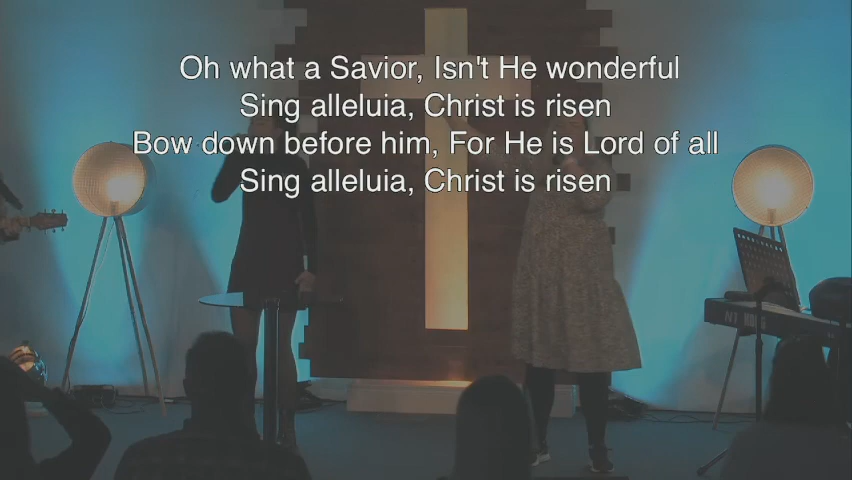 Oh what a Savior, Isn't He wonderful
Sing alleluia, Christ is risen
Bow down before him, For He is Lord of all
Sing alleluia, Christ is risen
KORG